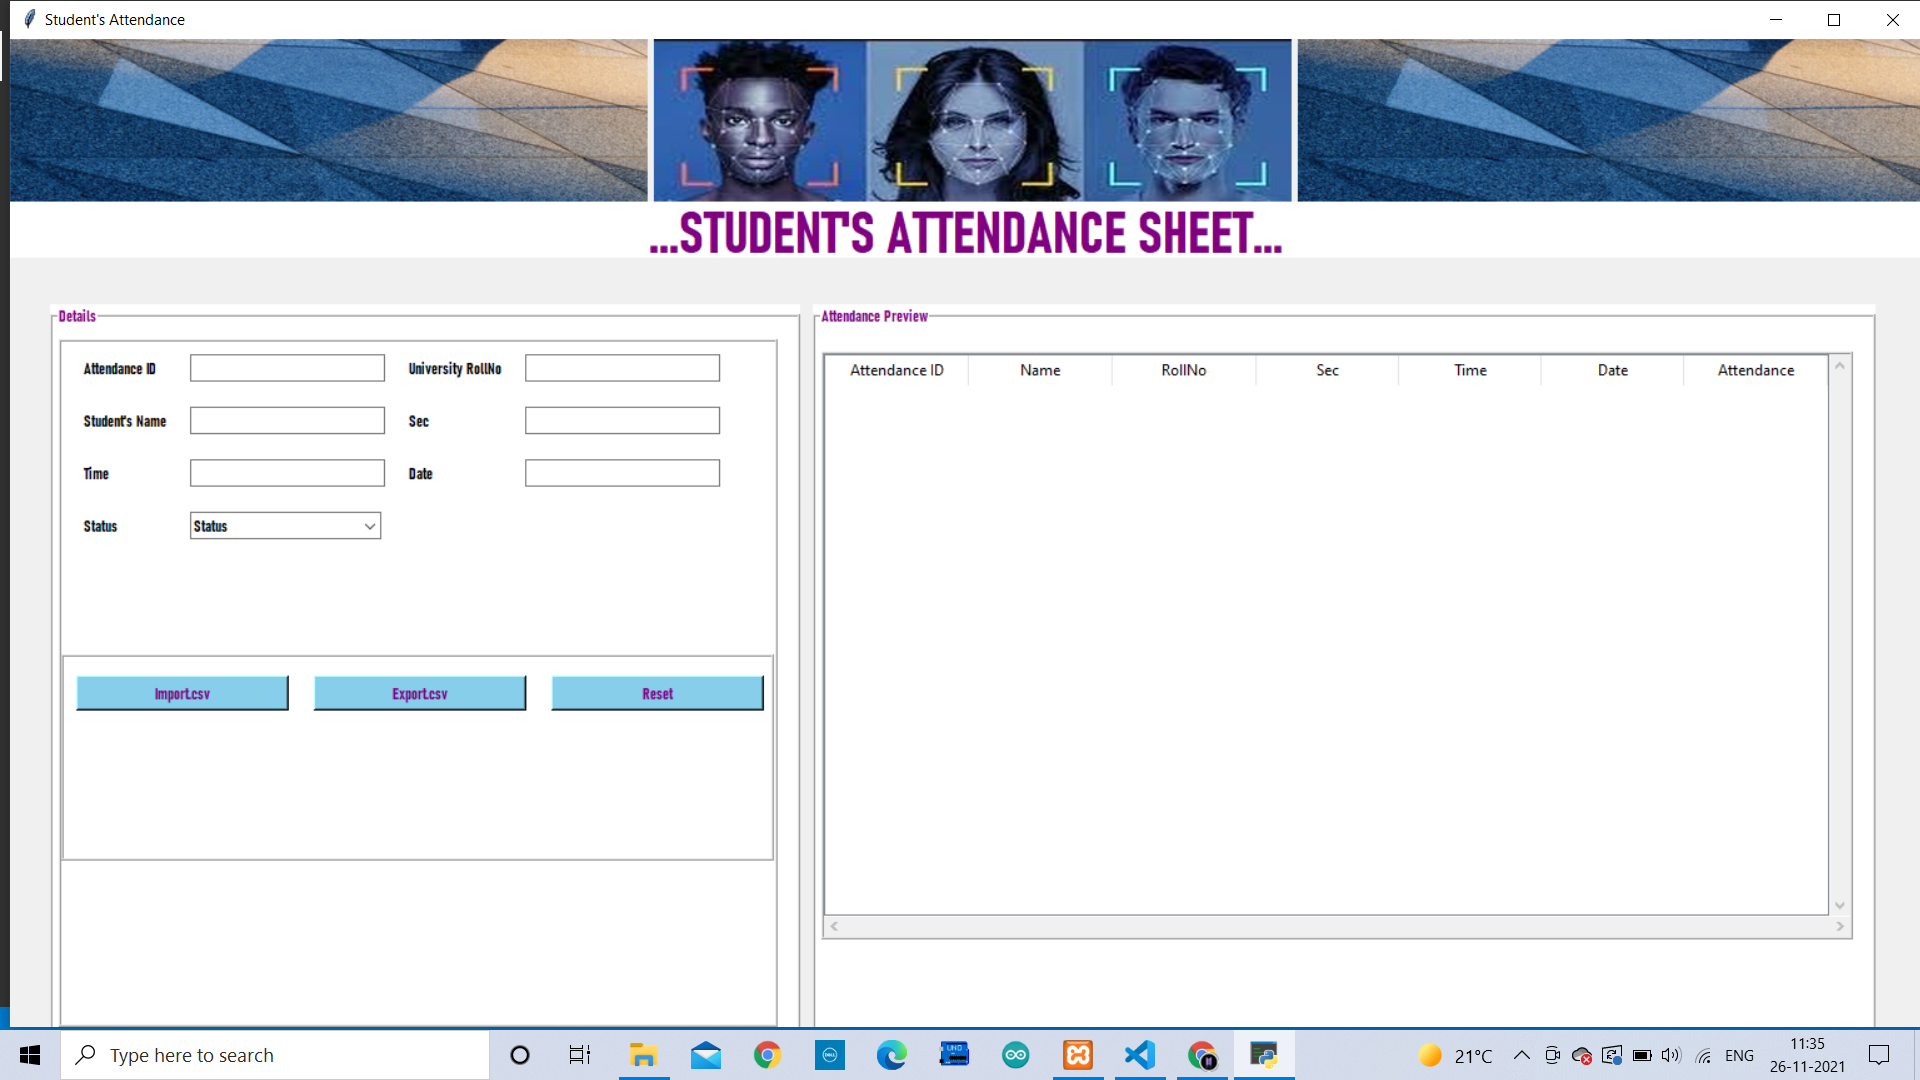 Student's Attendance
...STUDENT'S ATTENDANCE SHEET...
Details
Attendance ID
University RollNo
Student's Name
Sec
Time
Date
Status
Status
Import.csv
Export.csv
Reset
Attendance Preview
Attendance ID Name RollNo Sec Time Date Attendance
Type here to search
DELL
UNO
21°C
ENG
11:35
26-11-2021